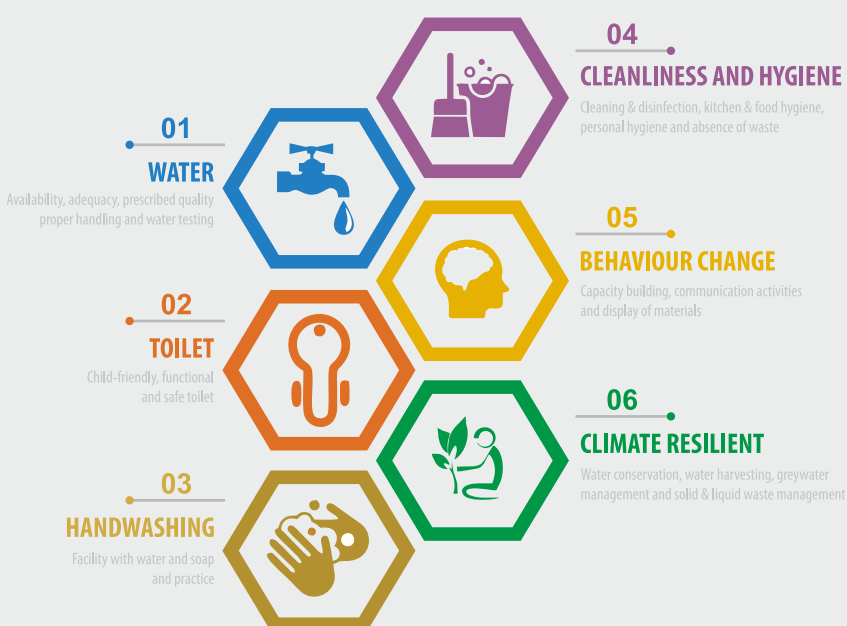 01
WATER
Availability, adequacy, prescribed quality
proper handling and water testing
02
TOILET
Child-friendly, functional
and safe toilet
03
HANDWASHING
Facility with water and soap
and practice
04
CLEANLINESS AND HYGIENE
Cleaning & disinfection, kitchen & food hygiene,
personal hygiene and absence of waste
05
BEHAVIOUR CHANGE
Capacity building, communication activities
and display of materials
06
CLIMATE RESILIENT
Water conservation, water harvesting, greywater
management and solid & liquid waste management